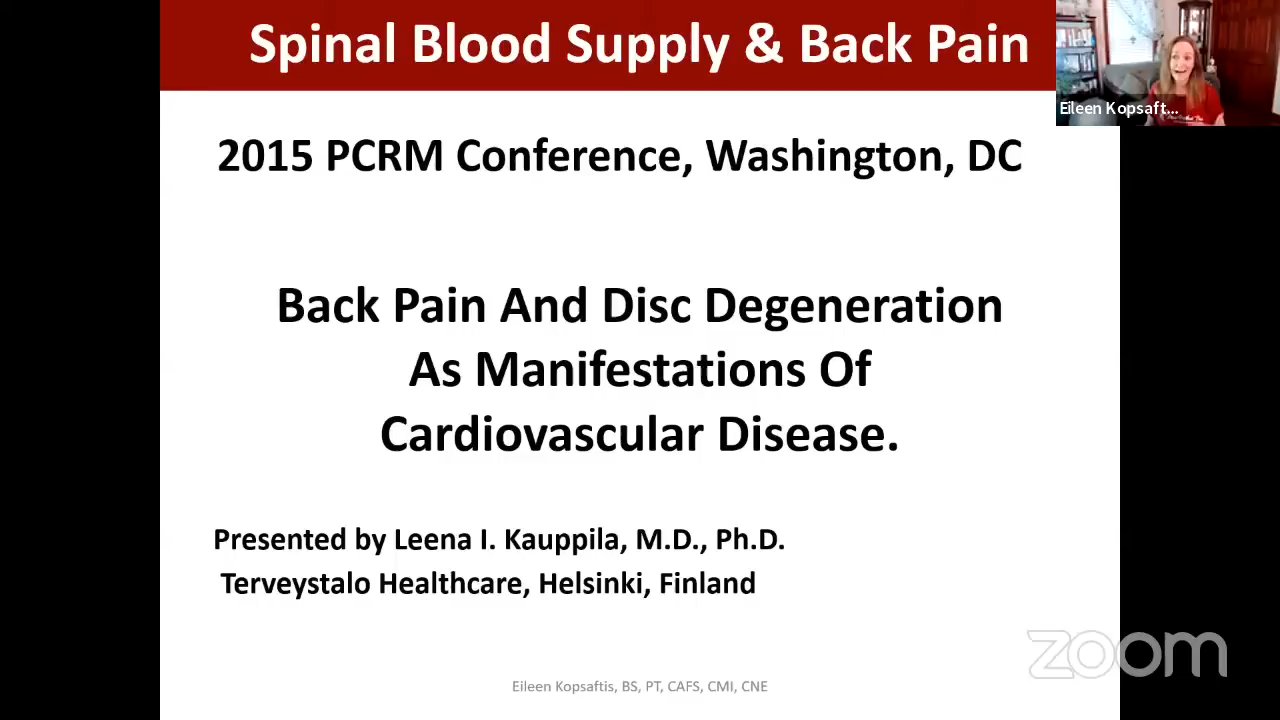 Spinal Blood Supply & Back Pain
Eileen Kopsaft...
2015 PCRM Conference, Washington, DC
Back Pain And Disc Degeneration
As Manifestations Of
Cardiovascular Disease.
Presented by Leena I. Kauppila, M.D., Ph.D.
Terveystalo Healthcare, Helsinki, Finland
zoom
Eileen Kopsaftis, BS, PT, CAFS, CMI, CNE